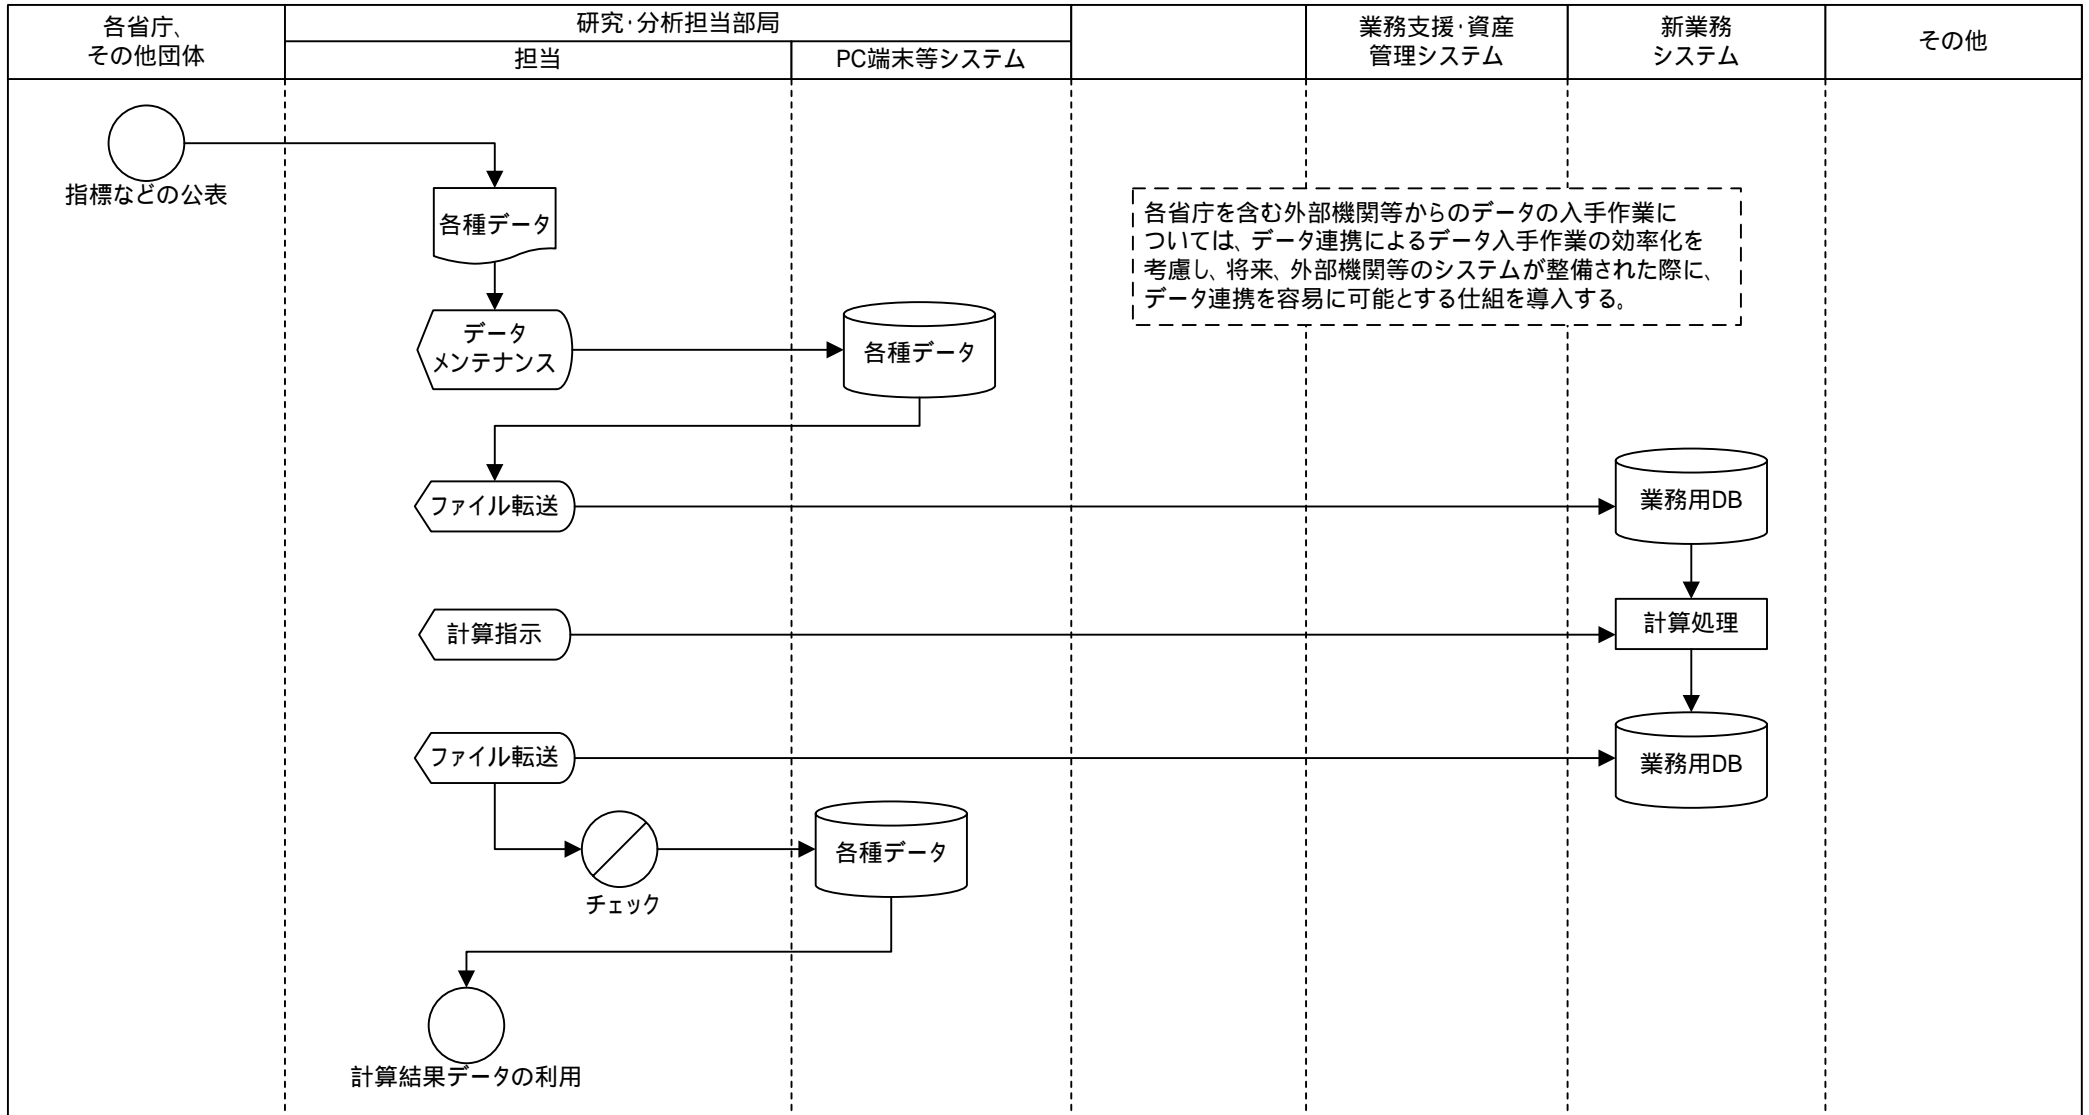 各省庁、
その他団体
研究・分析担当部局
担当
PC端末等システム
業務支援・資産
管理システム
新業務
システム
その他
指標などの公表
各種データ
各省庁を含む外部機関等からのデータの入手作業に
ついては、データ連携によるデータ入手作業の効率化を
考慮し、将来、外部機関等のシステムが整備された際に、
データ連携を容易に可能とする仕組を導入する。
データ
メンテナンス
各種データ
ファイル転送
業務用DB
計算指示
計算処理
ファイル転送
業務用DB
各種データ
チェック
計算結果データの利用